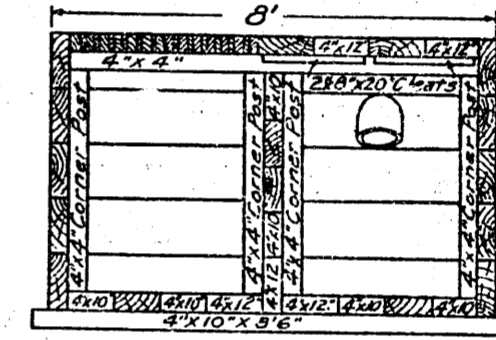 8'
4"x12" 4"x12"
4"x 4"
2x8"x20" Cleats
4"x4" Corner Post
4"x4" Corner Post
4x10
4x10
4x12
4"x4" Corner Post
4"x4" Corner Post
4x10 4x10 4x12" 4x12" 4x10 4x10
4"x10"x9'6"